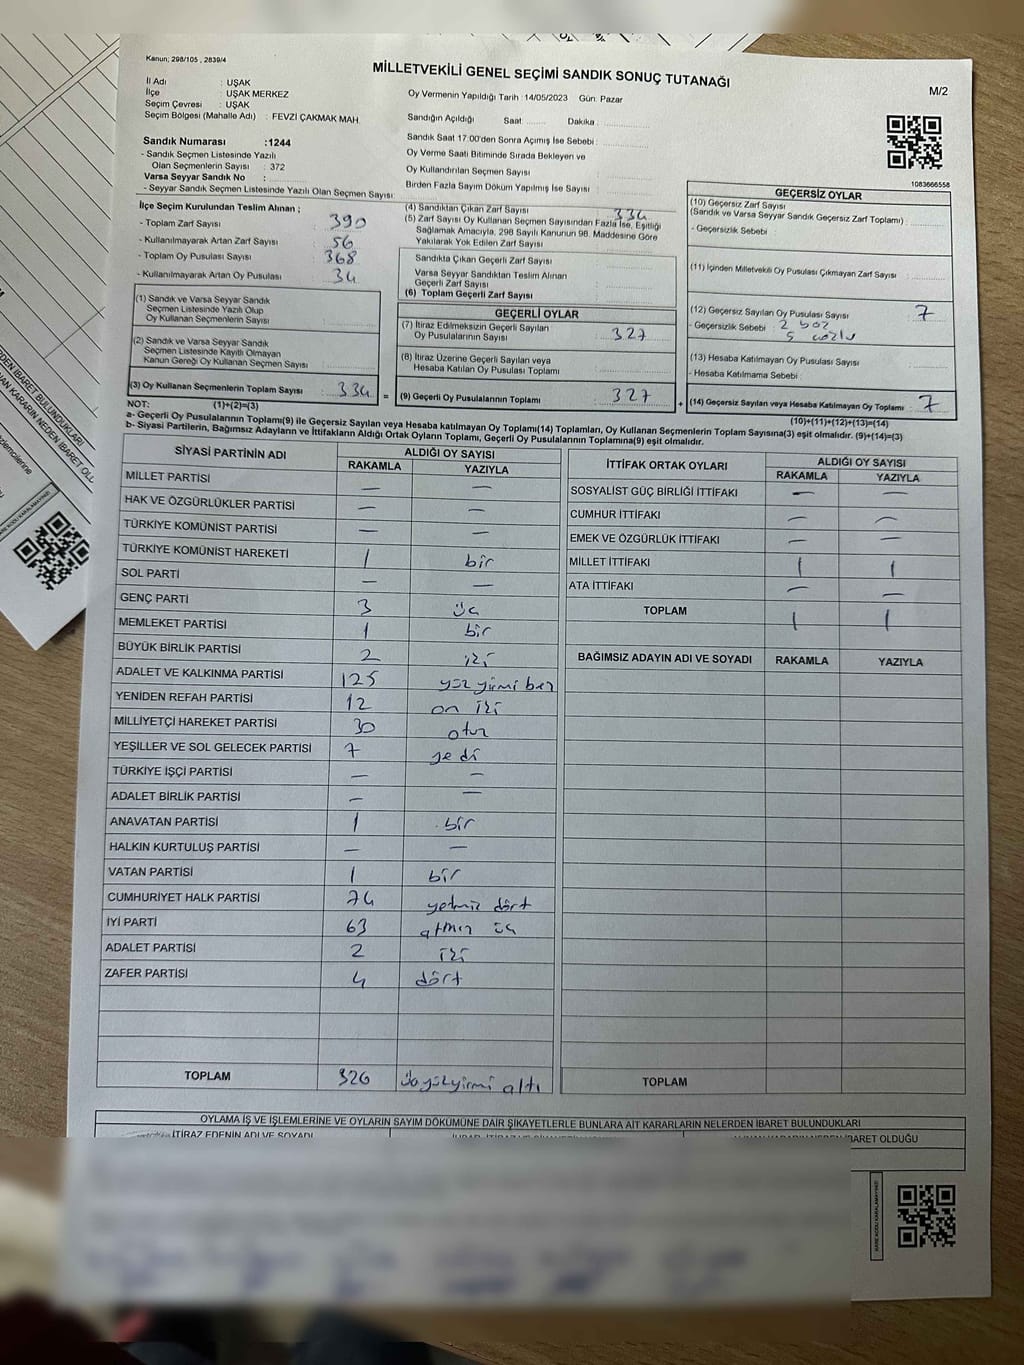 Kanun; 298/105 , 2839/4
MİLLETVEKİLİ GENEL SEÇİMİ SANDIK SONUÇ TUTANAĞI
M/2
İl Adı : UŞAK
İlçe : UŞAK MERKEZ
Seçim Çevresi : UŞAK
Seçim Bölgesi (Mahalle Adı) : FEVZİ ÇAKMAK MAH.
Oy Vermenin Yapıldığı Tarih :14/05/2023 Gün: Pazar
Sandığın Açıldığı Saat ........ Dakika :
Sandık Saat 17.00'den Sonra Açımış İse Sebebi :
Oy Verme Saati Bitiminde Sırada Bekleyen ve
Oy Kullandırılan Seçmen Sayısı
Birden Fazla Sayım Döküm Yapılmış İse Sayısı
Sandık Numarası :1244
- Sandık Seçmen Listesinde Yazılı
Olan Seçmenlerin Sayısı : 372
Varsa Seyyar Sandık No :
- Seyyar Sandık Seçmen Listesinde Yazılı Olan Seçmen Sayısı
1083666558
İlçe Seçim Kurulundan Teslim Alınan ;
- Toplam Zarf Sayısı 390
- Kullanılmayarak Artan Zarf Sayısı 56
- Toplam Oy Pusulası Sayısı 368
- Kullanılmayarak Artan Oy Pusulası 34
(1) Sandık ve Varsa Seyyar Sandık
Seçmen Listesinde Yazılı Olup
Oy Kullanan Seçmenlerin Sayısı
(2) Sandık ve Varsa Seyyar Sandık
Seçmen Listesinde Kayıtlı Olmayan
Kanun Gereği Oy Kullanan Seçmen Sayısı
(3) Oy Kullanan Seçmenlerin Toplam Sayısı 334 =
(4) Sandıktan Çıkan Zarf Sayısı 334
(5) Zarf Sayısı Oy Kullanan Seçmen Sayısından Fazla İse, Eşitliği
Sağlamak Amacıyla, 298 Sayılı Kanunun 98. Maddesine Göre
Yakılarak Yok Edilen Zarf Sayısı
Sandıkta Çıkan Geçerli Zarf Sayısı
Varsa Seyyar Sandıktan Teslim Alınan
Geçerli Zarf Sayısı
(6) Toplam Geçerli Zarf Sayısı
GEÇERLİ OYLAR
(7) İtiraz Edilmeksizin Geçerli Sayılan
Oy Pusulasının Sayısı 327
(8) İtiraz Üzerine Geçerli Sayılan veya
Hesaba Katılan Oy Pusulası Toplamı
(9) Geçerli Oy Pusulalarının Toplamı 327 +
GEÇERSİZ OYLAR
(10) Geçersiz Zarf Sayısı
(Sandık ve Varsa Seyyar Sandık Geçersiz Zarf Toplamı)
- Geçersizlik Sebebi
(11) İçinden Milletvekili Oy Pusulası Çıkmayan Zarf Sayısı
(12) Geçersiz Sayılan Oy Pusulası Sayısı 7
- Geçersizlik Sebebi : 2 boz
5
(13) Hesaba Katılmayan Oy Pusulası Sayısı
- Hesaba Katılmama Sebebi
(14) Geçersiz Sayılan veya Hesaba Katılmayan Oy Toplamı : 7
NOT: (1)+(2)=(3)
(10)+(11)+(12)+(13)=(14)
a- Geçerli Oy Pusulalarının Toplamı(9) ile Geçersiz Sayılan veya Hesaba katılmayan Oy Toplamı(14) Toplamları, Oy Kullanan Seçmenlerin Toplam Sayısına(3) eşit olmalıdır. (9)+(14)=(3)
b- Siyasi Partilerin, Bağımsız Adayların ve İttifakların Aldığı Ortak Oyların Toplamı, Geçerli Oy Pusulalarının Toplamına(9) eşit olmalıdır.
SİYASİ PARTİNİN ADI ALDIĞI OY SAYISI
RAKAMLA YAZIYLA
MİLLET PARTİSİ — —
HAK VE ÖZGÜRLÜKLER PARTİSİ — —
TÜRKİYE KOMÜNİST PARTİSİ — —
TÜRKİYE KOMÜNİST HAREKETİ 1 bir
SOL PARTİ — —
GENÇ PARTİ 3 üç
MEMLEKET PARTİSİ 1 bir
BÜYÜK BİRLİK PARTİSİ 2 iki
ADALET VE KALKINMA PARTİSİ 125 yüz yirmi beş
YENİDEN REFAH PARTİSİ 12 on iki
MİLLİYETÇİ HAREKET PARTİSİ 30 otuz
YEŞİLLER VE SOL GELECEK PARTİSİ 7 yedi
TÜRKİYE İŞÇİ PARTİSİ — —
ADALET BİRLİK PARTİSİ — —
ANAVATAN PARTİSİ 1 bir
HALKIN KURTULUŞ PARTİSİ — —
VATAN PARTİSİ 1 bir
CUMHURİYET HALK PARTİSİ 74 yetmiş dört
İYİ PARTİ 63 atmış üç
ADALET PARTİSİ 2 iki
ZAFER PARTİSİ 4 dört
TOPLAM 326 üçyüzyirmi altı
İTTİFAK ORTAK OYLARI ALDIĞI OY SAYISI
RAKAMLA YAZIYLA
SOSYALİST GÜÇ BİRLİĞİ İTTİFAKI — —
CUMHUR İTTİFAKI — —
EMEK VE ÖZGÜRLÜK İTTİFAKI — —
MİLLET İTTİFAKI 1 1
ATA İTTİFAKI — —
TOPLAM 1 1
BAĞIMSIZ ADAYIN ADI VE SOYADI RAKAMLA YAZIYLA
TOPLAM
OYLAMA İŞ VE İŞLEMLERİNE VE OYLARIN SAYIM DÖKÜMÜNE DAİR ŞİKAYETLERLE BUNLARA AİT KARARLARIN NELERDEN İBARET BULUNDUKLARI
İTİRAZ EDENİN ADI VE SOYADI
İBARET OLDUĞU